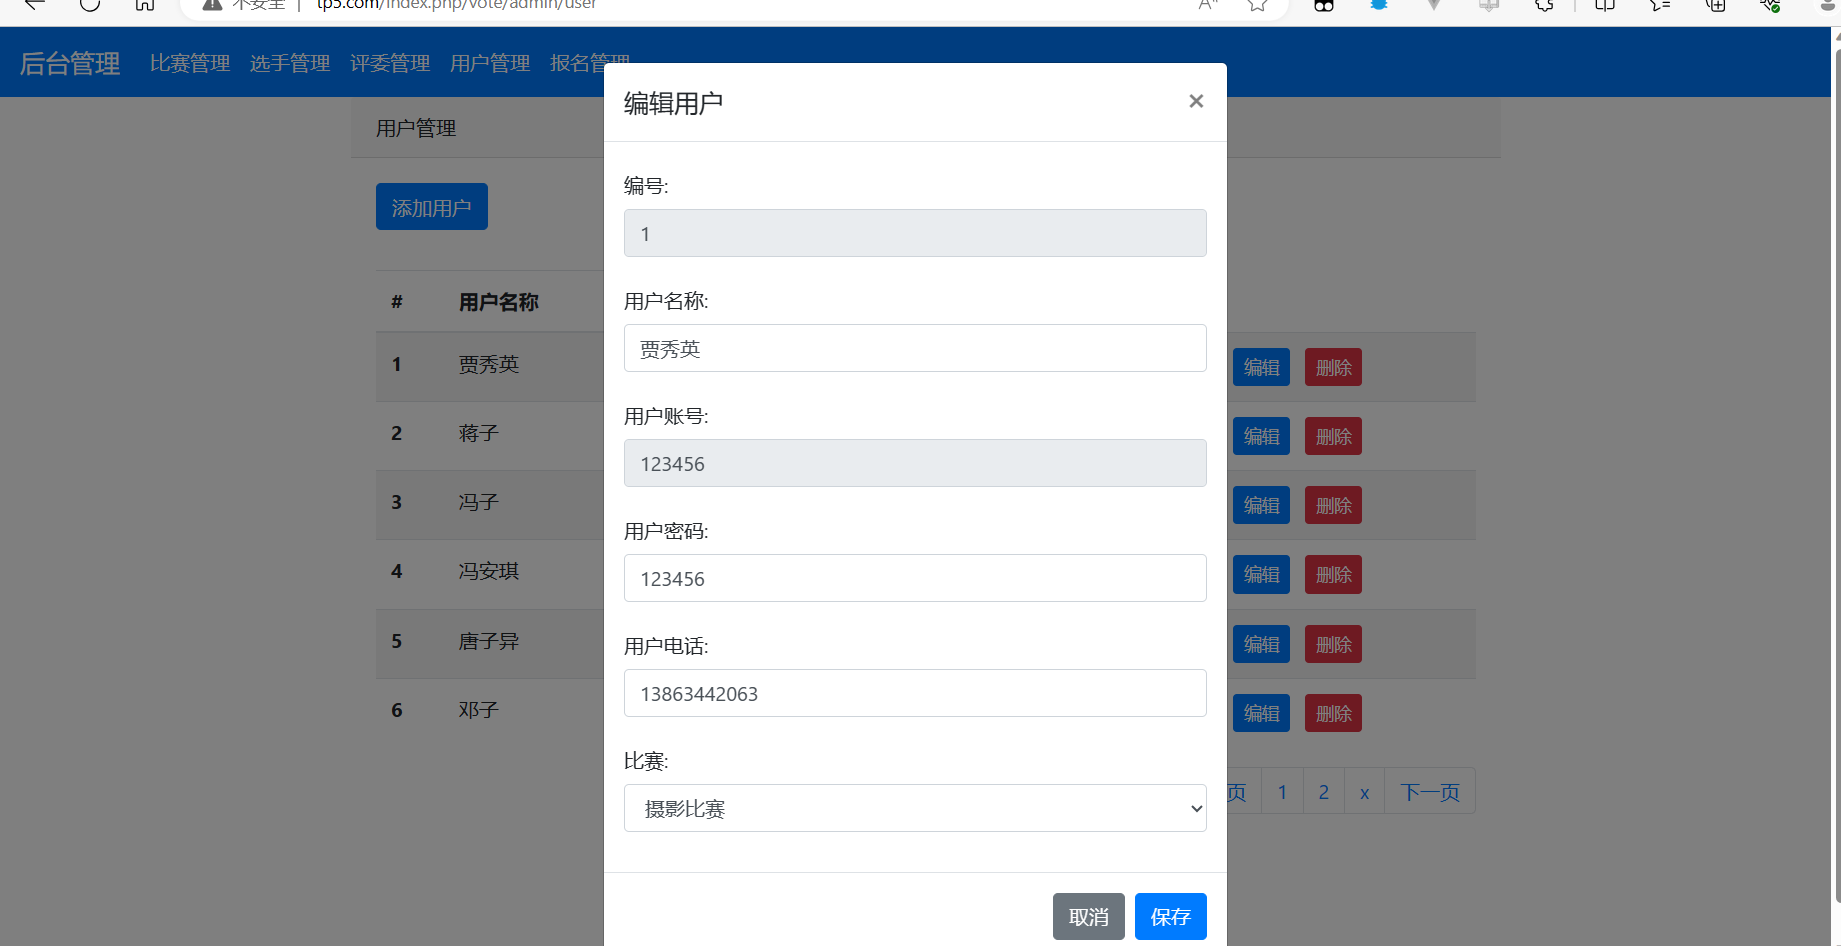 不安全 | tp5.com/index.php/vote/admin/user
后台管理 比赛管理 选手管理 评委管理 用户管理 报名管理
编辑用户 ×
用户管理
编号:
添加用户
1
# 用户名称
用户名称:
贾秀英
1 贾秀英 编辑 删除
用户账号:
2 蒋子 编辑 删除
123456
3 冯子 编辑 删除
用户密码:
4 冯安琪 编辑 删除
123456
5 唐子异 编辑 删除
用户电话:
13863442063
6 邓子 编辑 删除
比赛:
摄影比赛
页 1 2 x 下一页
取消 保存